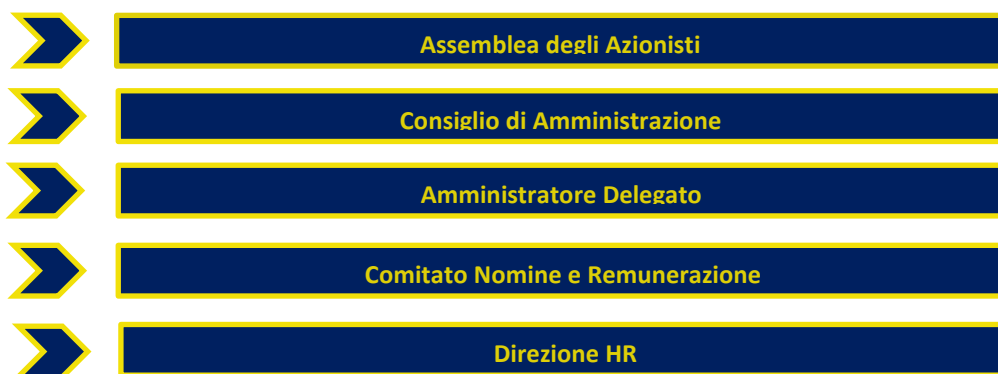 Assemblea degli Azionisti
Consiglio di Amministrazione
Amministratore Delegato
Comitato Nomine e Remunerazione
Direzione HR